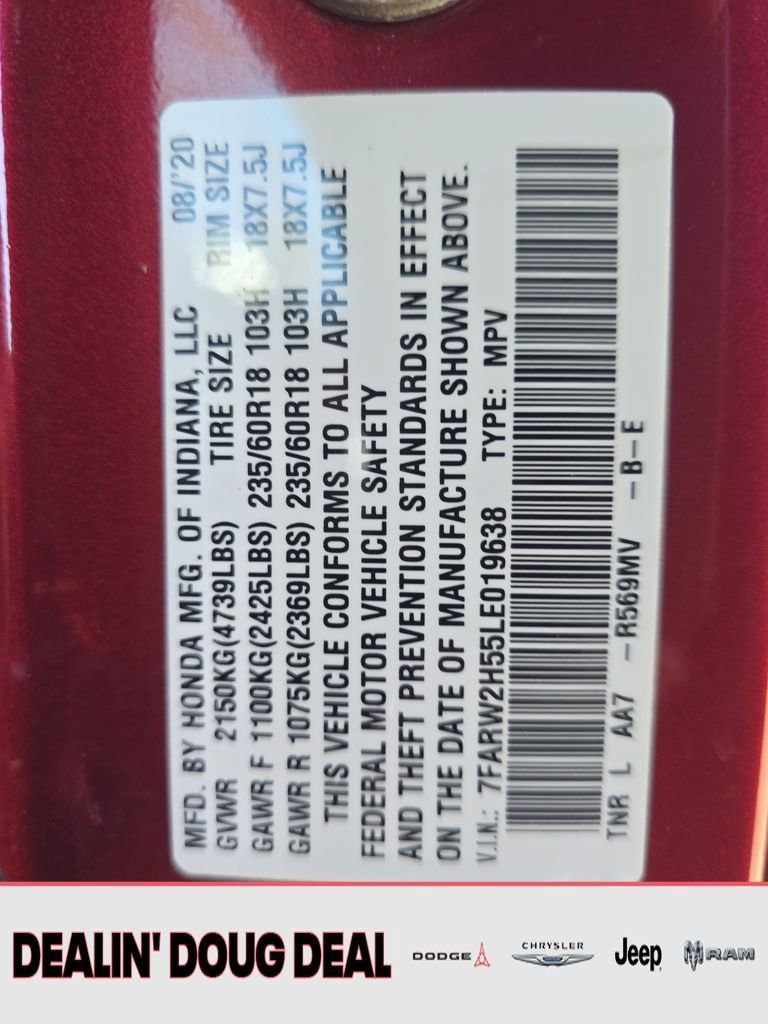 MFD. BY HONDA MFG. OF INDIANA, LLC 08/'20
GVWR 2150KG(4739LBS) TIRE SIZE RIM SIZE
GAWR F 1100KG(2425LBS) 235/60R18 103H 18X7.5J
GAWR R 1075KG(2369LBS) 235/60R18 103H 18X7.5J
THIS VEHICLE CONFORMS TO ALL APPLICABLE
FEDERAL MOTOR VEHICLE SAFETY
AND THEFT PREVENTION STANDARDS IN EFFECT
ON THE DATE OF MANUFACTURE SHOWN ABOVE.
V.I.N.: 7FARW2H55LE019638 TYPE: MPV
TNR L AA7 -R569MV -B-E
DEALIN' DOUG DEAL DODGE CHRYSLER Jeep RAM